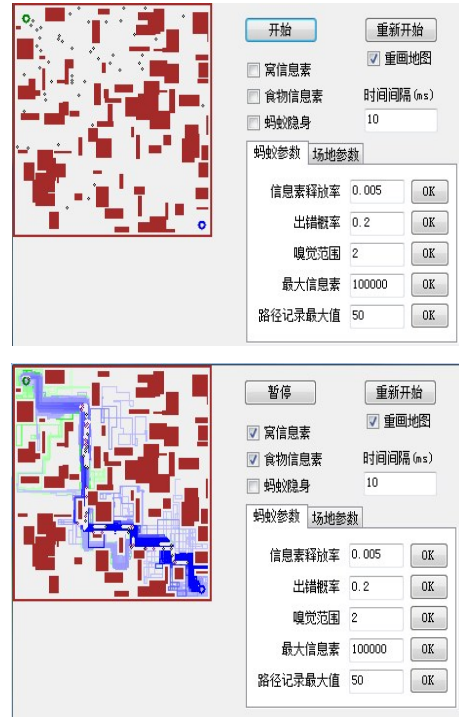 开始 重新开始
窝信息素 重画地图
食物信息素 时间间隔(ms)
蚂蚁隐身 10
蚂蚁参数 场地参数
信息素释放率 0.005 OK
出错概率 0.2 OK
嗅觉范围 2 OK
最大信息素 100000 OK
路径记录最大值 50 OK
暂停 重新开始
窝信息素 重画地图
食物信息素 时间间隔(ms)
蚂蚁隐身 10
蚂蚁参数 场地参数
信息素释放率 0.005 OK
出错概率 0.2 OK
嗅觉范围 2 OK
最大信息素 100000 OK
路径记录最大值 50 OK